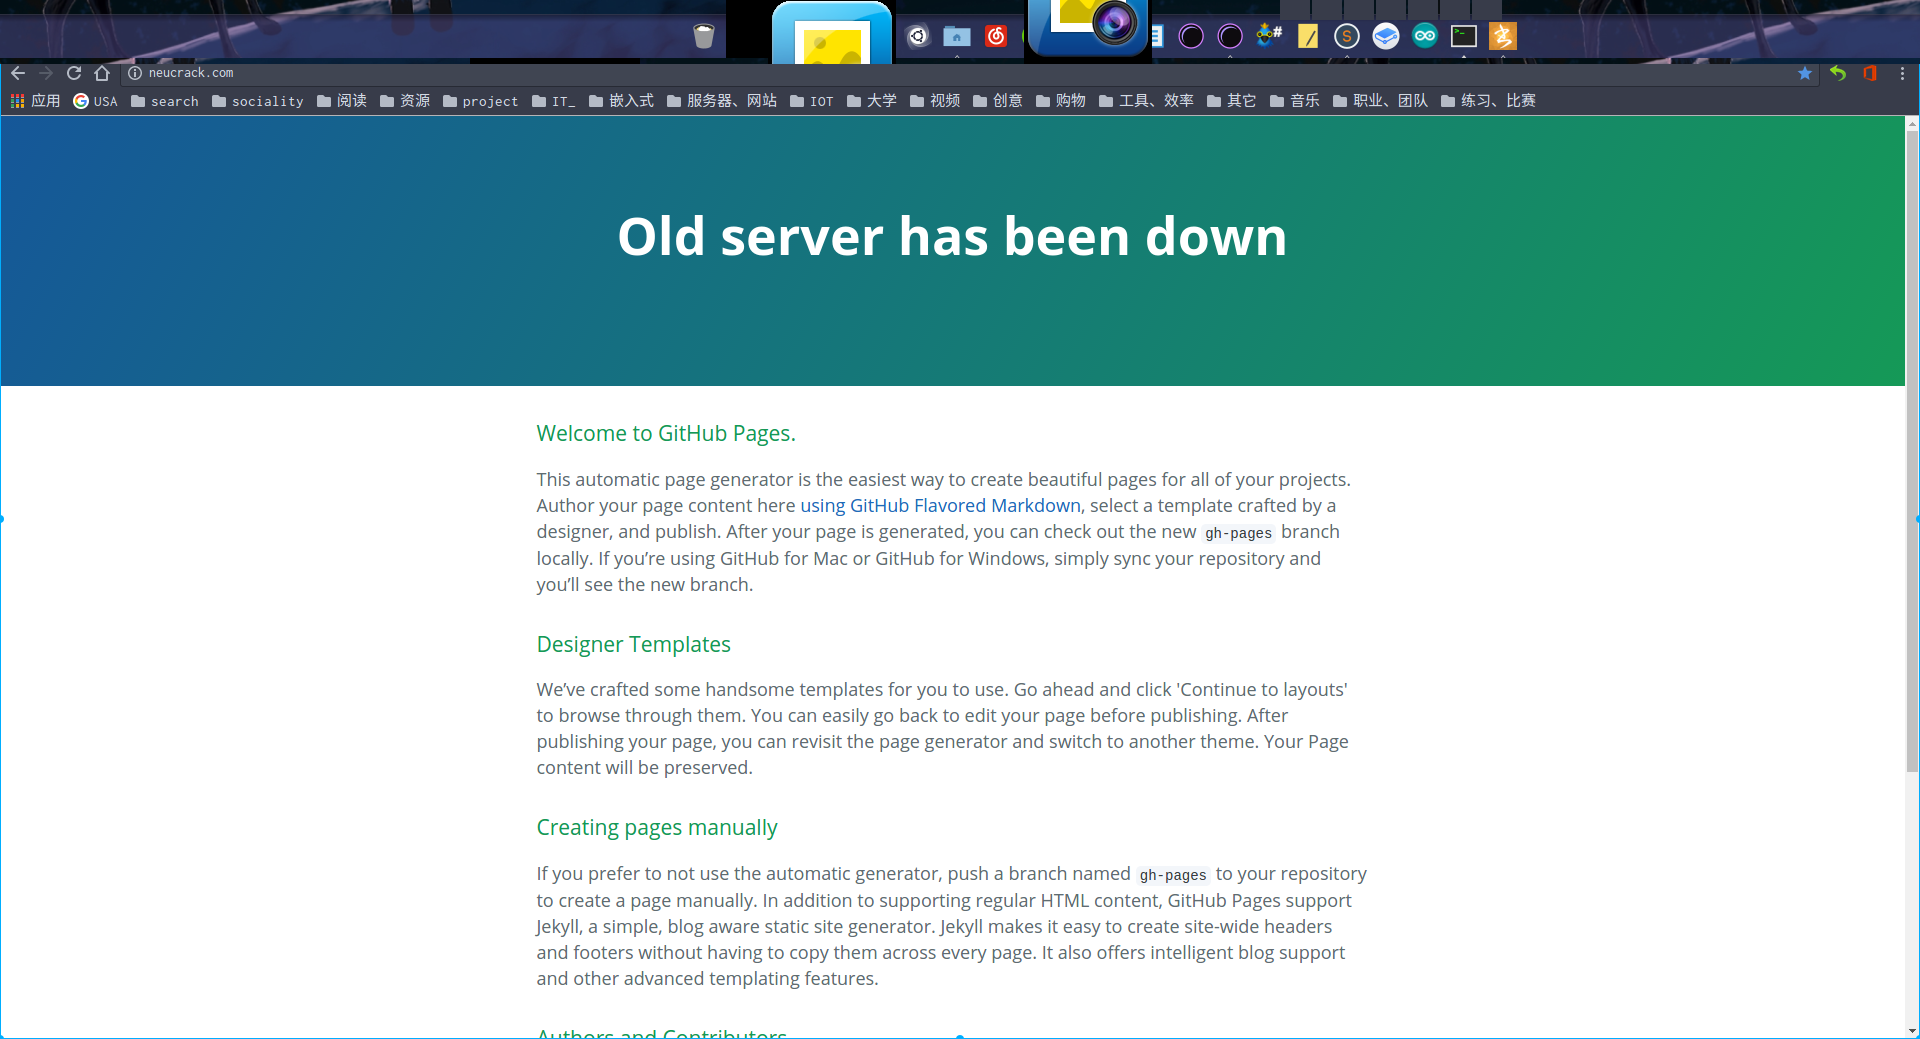 neucrack.com
应用 USA search sociality 阅读 资源 project IT_ 嵌入式 服务器、网站 IOT 大学 视频 创意 购物 工具、效率 其它 音乐 职业、团队 练习、比赛
Old server has been down
Welcome to GitHub Pages.
This automatic page generator is the easiest way to create beautiful pages for all of your projects.
Author your page content here using GitHub Flavored Markdown, select a template crafted by a
designer, and publish. After your page is generated, you can check out the new gh-pages branch
locally. If you’re using GitHub for Mac or GitHub for Windows, simply sync your repository and
you’ll see the new branch.
Designer Templates
We’ve crafted some handsome templates for you to use. Go ahead and click 'Continue to layouts'
to browse through them. You can easily go back to edit your page before publishing. After
publishing your page, you can revisit the page generator and switch to another theme. Your Page
content will be preserved.
Creating pages manually
If you prefer to not use the automatic generator, push a branch named gh-pages to your repository
to create a page manually. In addition to supporting regular HTML content, GitHub Pages support
Jekyll, a simple, blog aware static site generator. Jekyll makes it easy to create site-wide headers
and footers without having to copy them across every page. It also offers intelligent blog support
and other advanced templating features.
Authors and Contributors